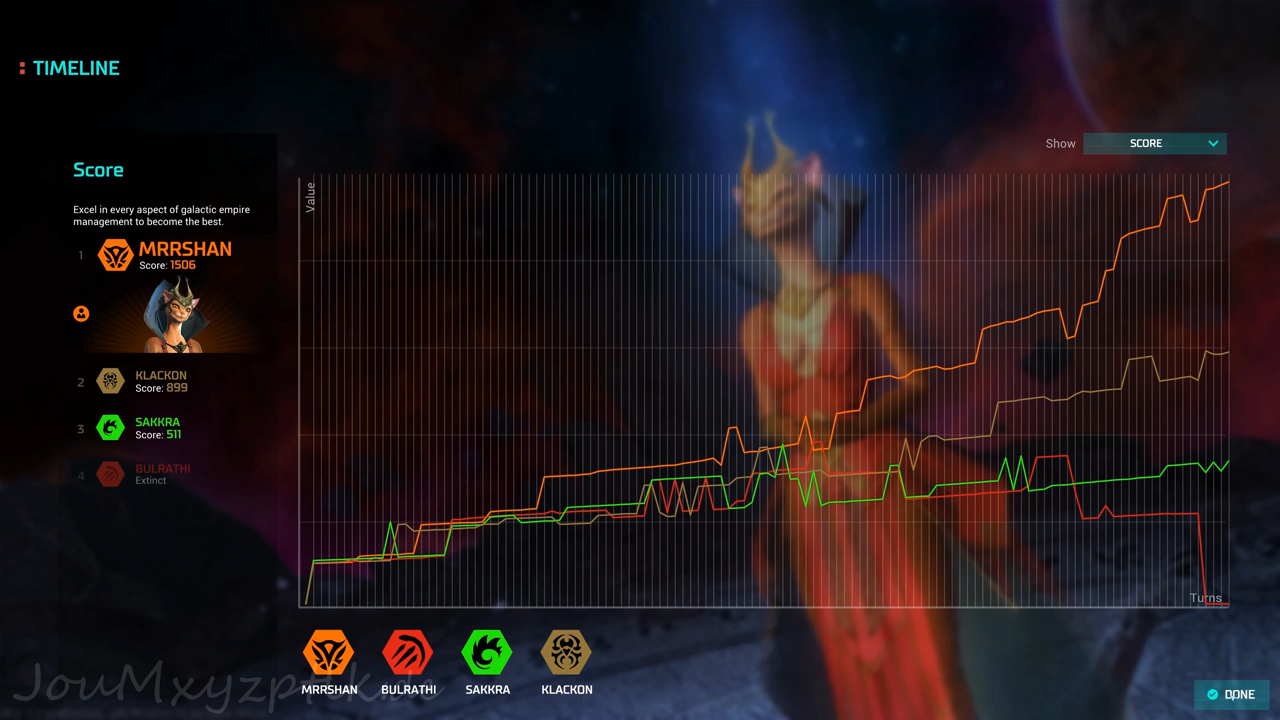 TIMELINE
Show
SCORE
Score
Value
Excel in every aspect of galactic empire
management to become the best.
1
MRRSHAN
Score: 1506
2
KLACKON
Score: 899
3
SAKKRA
Score: 511
4
BULRATHI
Extinct
Turns
MRRSHAN
BULRATHI
SAKKRA
KLACKON
DONE